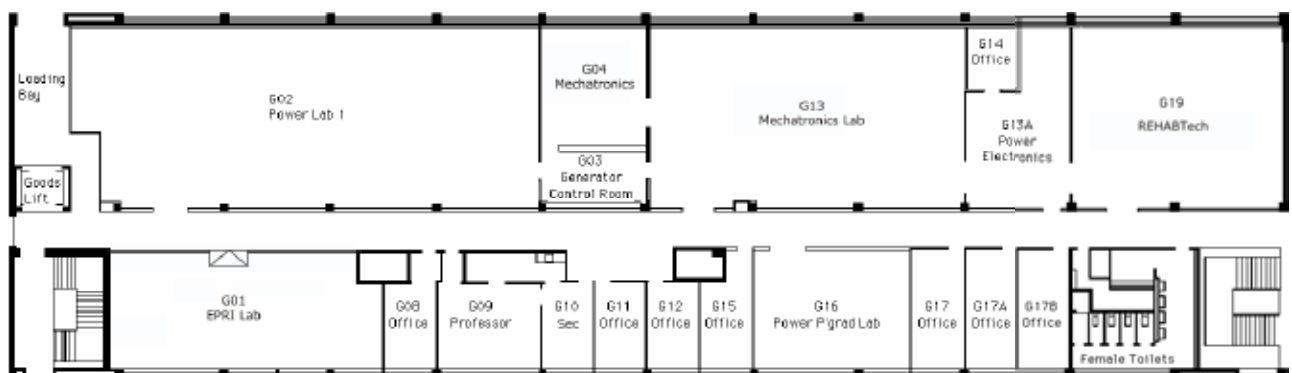 Loading
Bay
G02
Power Lab 1
G04
Mechatronics
G13
Mechatronics Lab
G14
Office
G13A
Power
Electronics
G19
REHABTech
Goods
Lift
G03
Generator
Control Room
G01
EPRI Lab
G08
Office
G09
Professor
G10
Sec
G11
Office
G12
Office
G15
Office
G16
Power P'grad Lab
G17
Office
G17A
Office
G17B
Office
Female Toilets